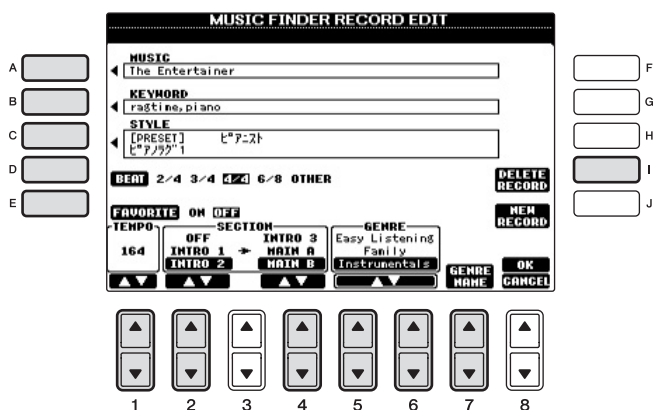 MUSIC FINDER RECORD EDIT
MUSIC
The Entertainer
KEYWORD
ragtime,piano
STYLE
[PRESET] ピアニスト
ピアノラグ1
BEAT 2/4 3/4 4/4 6/8 OTHER
DELETE RECORD
FAVORITE ON OFF
NEW RECORD
TEMPO
164
SECTION
OFF INTRO 3
INTRO 1 → MAIN A
INTRO 2 MAIN B
GENRE
Easy Listening
Family
Instrumentals
▲▼ ▲▼ ▲▼ ▲▼
GENRE NAME
OK
CANCEL
A
B
C
D
E
F
G
H
I
J
1 2 3 4 5 6 7 8